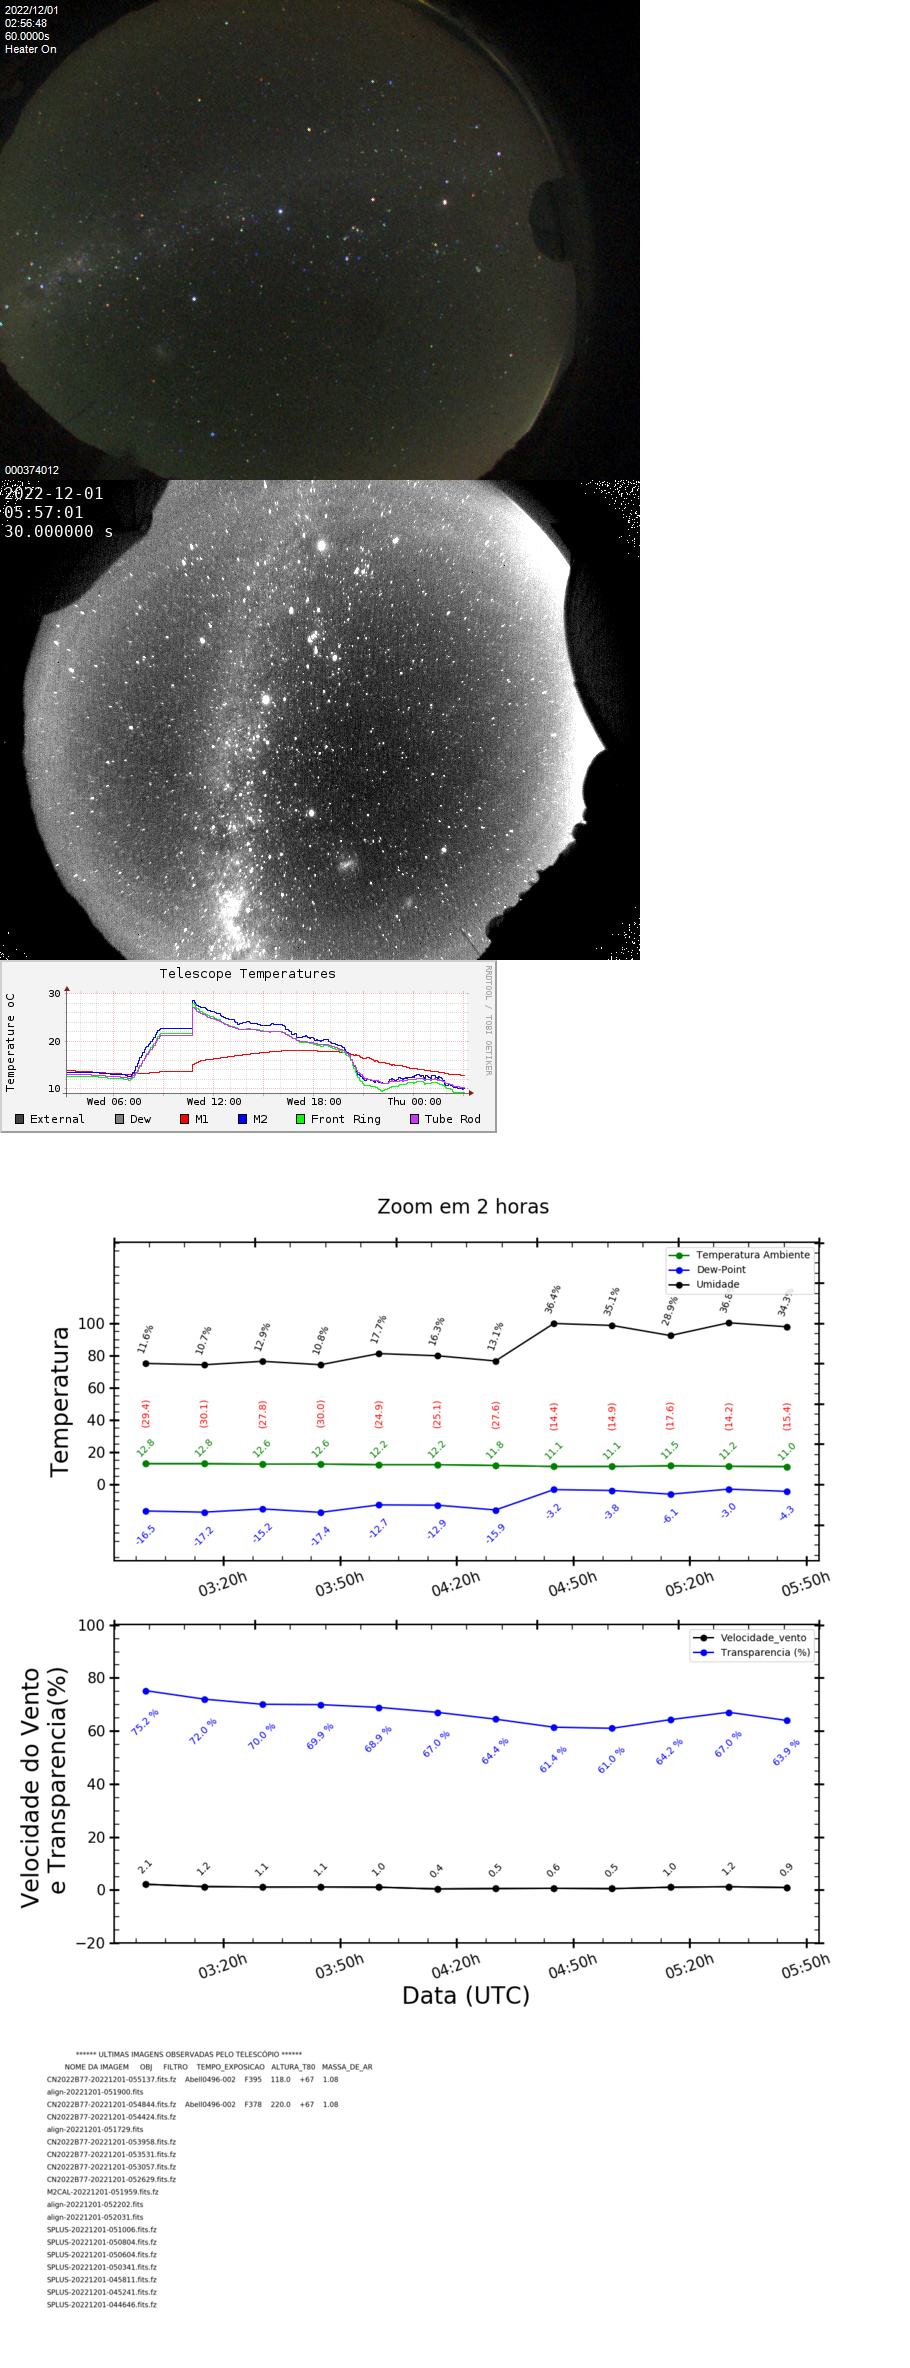 2022/12/01
02:56:48
60.0000s
Heater On
000374012
2022-12-01
05:57:01
30.000000 s
Telescope Temperatures
RRDTOOL / TOBI OETIKER
Temperature oC
30
20
10
Wed 06:00 Wed 12:00 Wed 18:00 Thu 00:00
External Dew M1 M2 Front Ring Tube Rod
Zoom em 2 horas
Temperatura Ambiente
Dew-Point
Umidade
Temperatura
100
80
60
40
20
0
11.6% 10.7% 12.9% 10.8% 17.7% 16.3% 13.1% 36.4% 35.1% 28.9% 36.8 34.3%
(29.4) (30.1) (27.8) (30.0) (24.9) (25.1) (27.6) (14.4) (14.9) (17.6) (14.2) (15.4)
12.8 12.8 12.6 12.6 12.2 12.2 11.8 11.1 11.1 11.5 11.2 11.0
-16.5 -17.2 -15.2 -17.4 -12.7 -12.9 -15.9 -3.2 -3.8 -6.1 -3.0 -4.3
03:20h 03:50h 04:20h 04:50h 05:20h 05:50h
Velocidade_vento
Transparencia (%)
Velocidade do Vento
e Transparencia(%)
100
80
60
40
20
0
−20
75.2 % 72.0 % 70.0 % 69.9 % 68.9 % 67.0 % 64.4 % 61.4 % 61.0 % 64.2 % 67.0 % 63.9 %
2.1 1.2 1.1 1.1 1.0 0.4 0.5 0.6 0.5 1.0 1.2 0.9
03:20h 03:50h 04:20h 04:50h 05:20h 05:50h
Data (UTC)
****** ULTIMAS IMAGENS OBSERVADAS PELO TELESCÓPIO ******
NOME DA IMAGEM OBJ FILTRO TEMPO_EXPOSICAO ALTURA_T80 MASSA_DE_AR
CN2022B77-20221201-055137.fits.fz Abell0496-002 F395 118.0 +67 1.08
align-20221201-051900.fits
CN2022B77-20221201-054844.fits.fz Abell0496-002 F378 220.0 +67 1.08
CN2022B77-20221201-054424.fits.fz
align-20221201-051729.fits
CN2022B77-20221201-053958.fits.fz
CN2022B77-20221201-053531.fits.fz
CN2022B77-20221201-053057.fits.fz
CN2022B77-20221201-052629.fits.fz
M2CAL-20221201-051959.fits.fz
align-20221201-052202.fits
align-20221201-052031.fits
SPLUS-20221201-051006.fits.fz
SPLUS-20221201-050804.fits.fz
SPLUS-20221201-050604.fits.fz
SPLUS-20221201-050341.fits.fz
SPLUS-20221201-045811.fits.fz
SPLUS-20221201-045241.fits.fz
SPLUS-20221201-044646.fits.fz